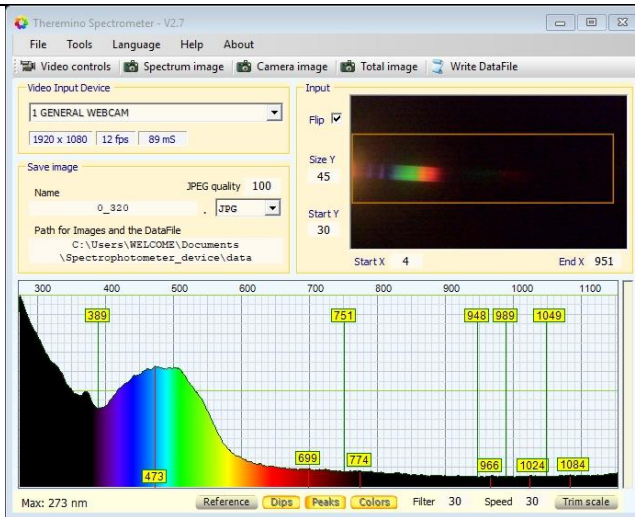 Theremino Spectrometer - V2.7
File Tools Language Help About
Video controls Spectrum image Camera image Total image Write DataFile
Video Input Device
1 GENERAL WEBCAM
1920 x 1080 12 fps 89 mS
Save image
Name JPEG quality 100
0_320 . JPG
Path for Images and the DataFile
C:\Users\WELCOME\Documents
\Spectrophotometer_device\data
Input
Flip
Size Y
45
Start Y
30
Start X 4 End X 951
300 400 500 600 700 800 900 1000 1100
389 751 948 989 1049
473 699 774 966 1024 1084
Max: 273 nm Reference Dips Peaks Colors Filter 30 Speed 30 Trim scale